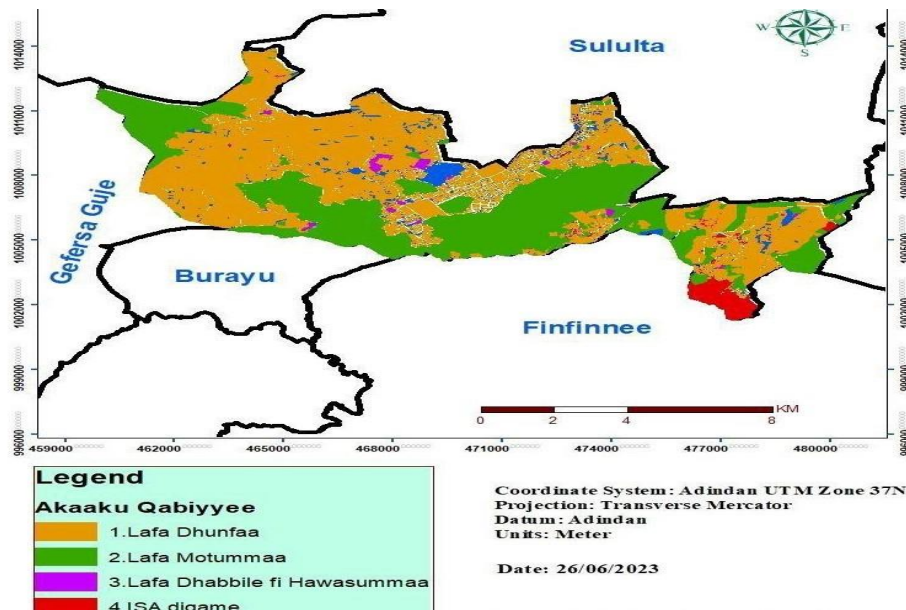 W E
S
Sululta
Gefersa Guje
Burayu
Finfinnee
KM
0 2 4 8
1014000
1011000
1008000
1005000
1002000
999000
996000
459000 462000 465000 468000 471000 474000 477000 480000
Legend
Akaaku Qabiyyee
1.Lafa Dhunfaa
2.Lafa Motummaa
3.Lafa Dhabbile fi Hawasummaa
4.ISA digame
Coordinate System: Adindan UTM Zone 37N
Projection: Transverse Mercator
Datum: Adindan
Units: Meter
Date: 26/06/2023